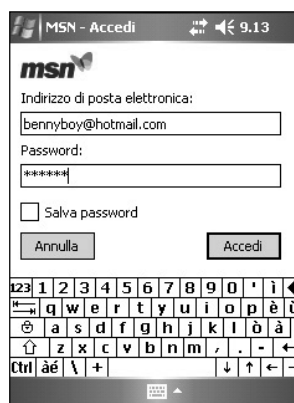 MSN - Accedi 9.13
msn
Indirizzo di posta elettronica:
bennyboy@hotmail.com
Password:
******
Salva password
Annulla Accedi
123 1 2 3 4 5 6 7 8 9 0 ' ì
q w e r t y u i o p è
a s d f g h j k l ò à
z x c v b n m , . -
Ctrl àé \ +